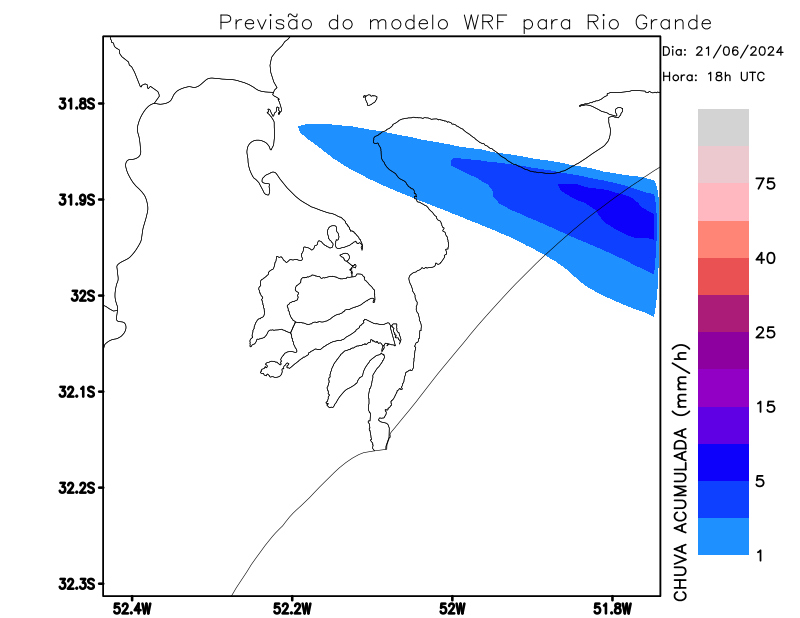 Previsão do modelo WRF para Rio Grande
Dia: 21/06/2024
Hora: 18h UTC
31.8S
31.9S
32S
32.1S
32.2S
32.3S
52.4W
52.2W
52W
51.8W
CHUVA ACUMULADA (mm/h)
75
40
25
15
5
1